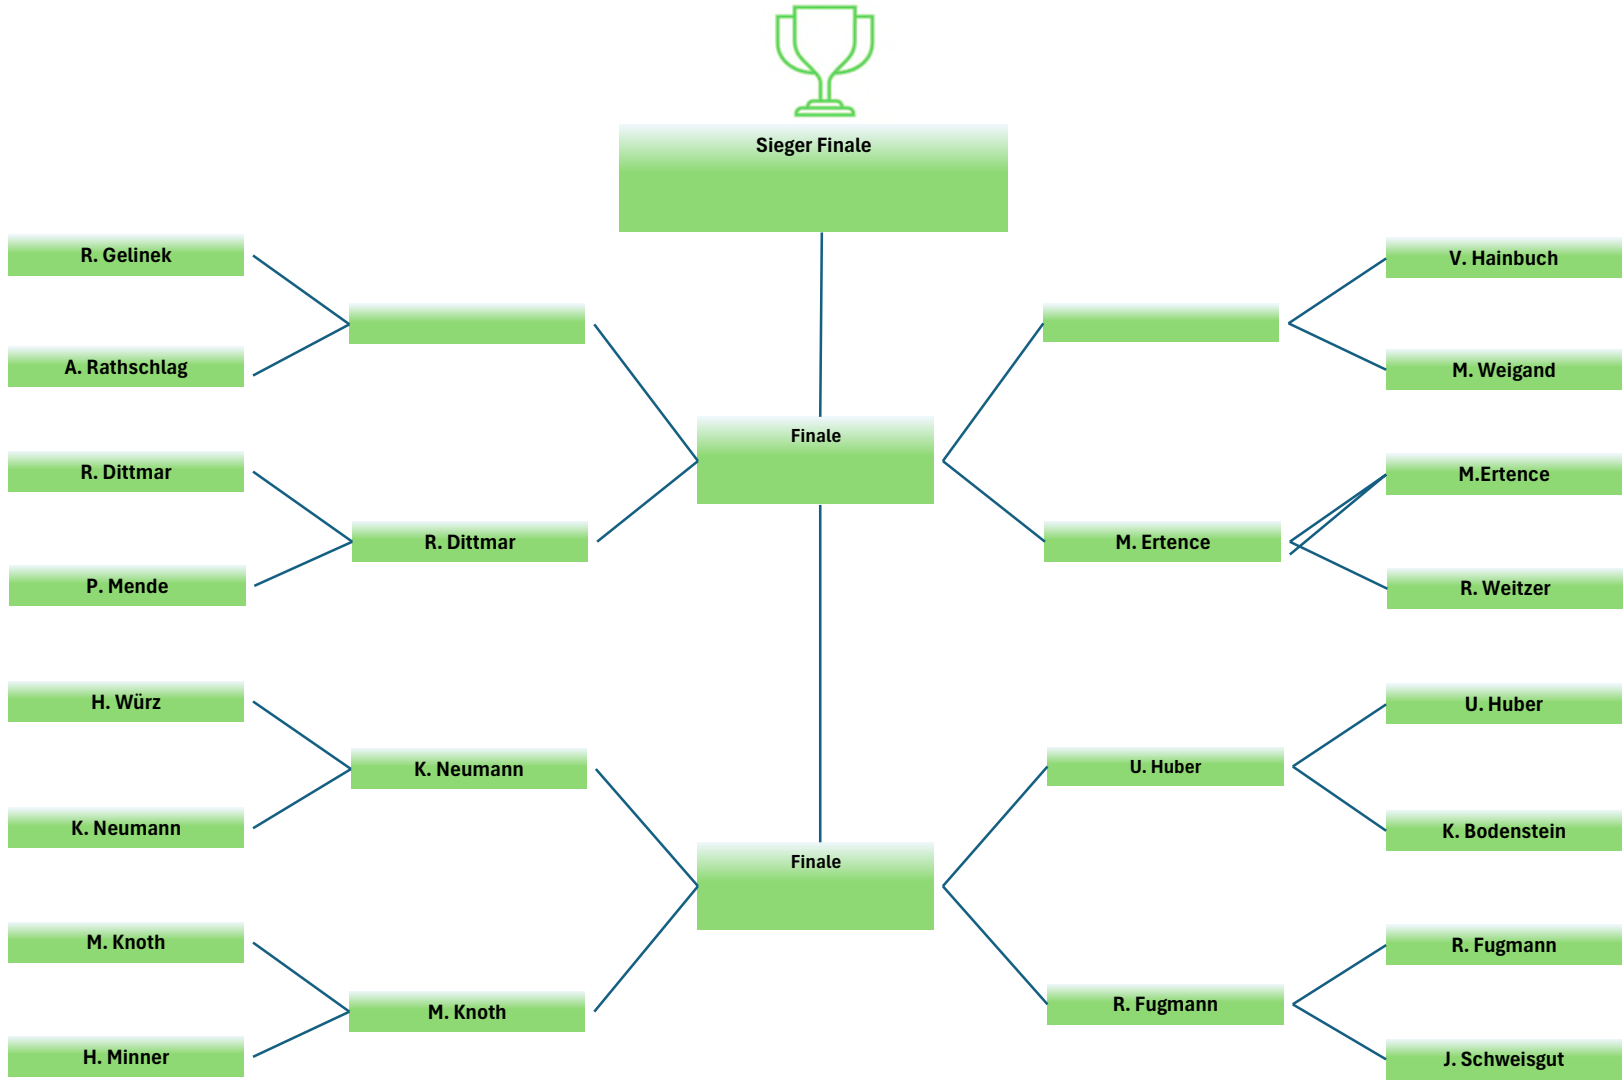 Sieger Finale
R. Gelinek
V. Hainbuch
A. Rathschlag
M. Weigand
Finale
R. Dittmar
M.Ertence
R. Dittmar
M. Ertence
P. Mende
R. Weitzer
H. Würz
U. Huber
K. Neumann
U. Huber
K. Neumann
K. Bodenstein
Finale
M. Knoth
R. Fugmann
M. Knoth
R. Fugmann
H. Minner
J. Schweisgut